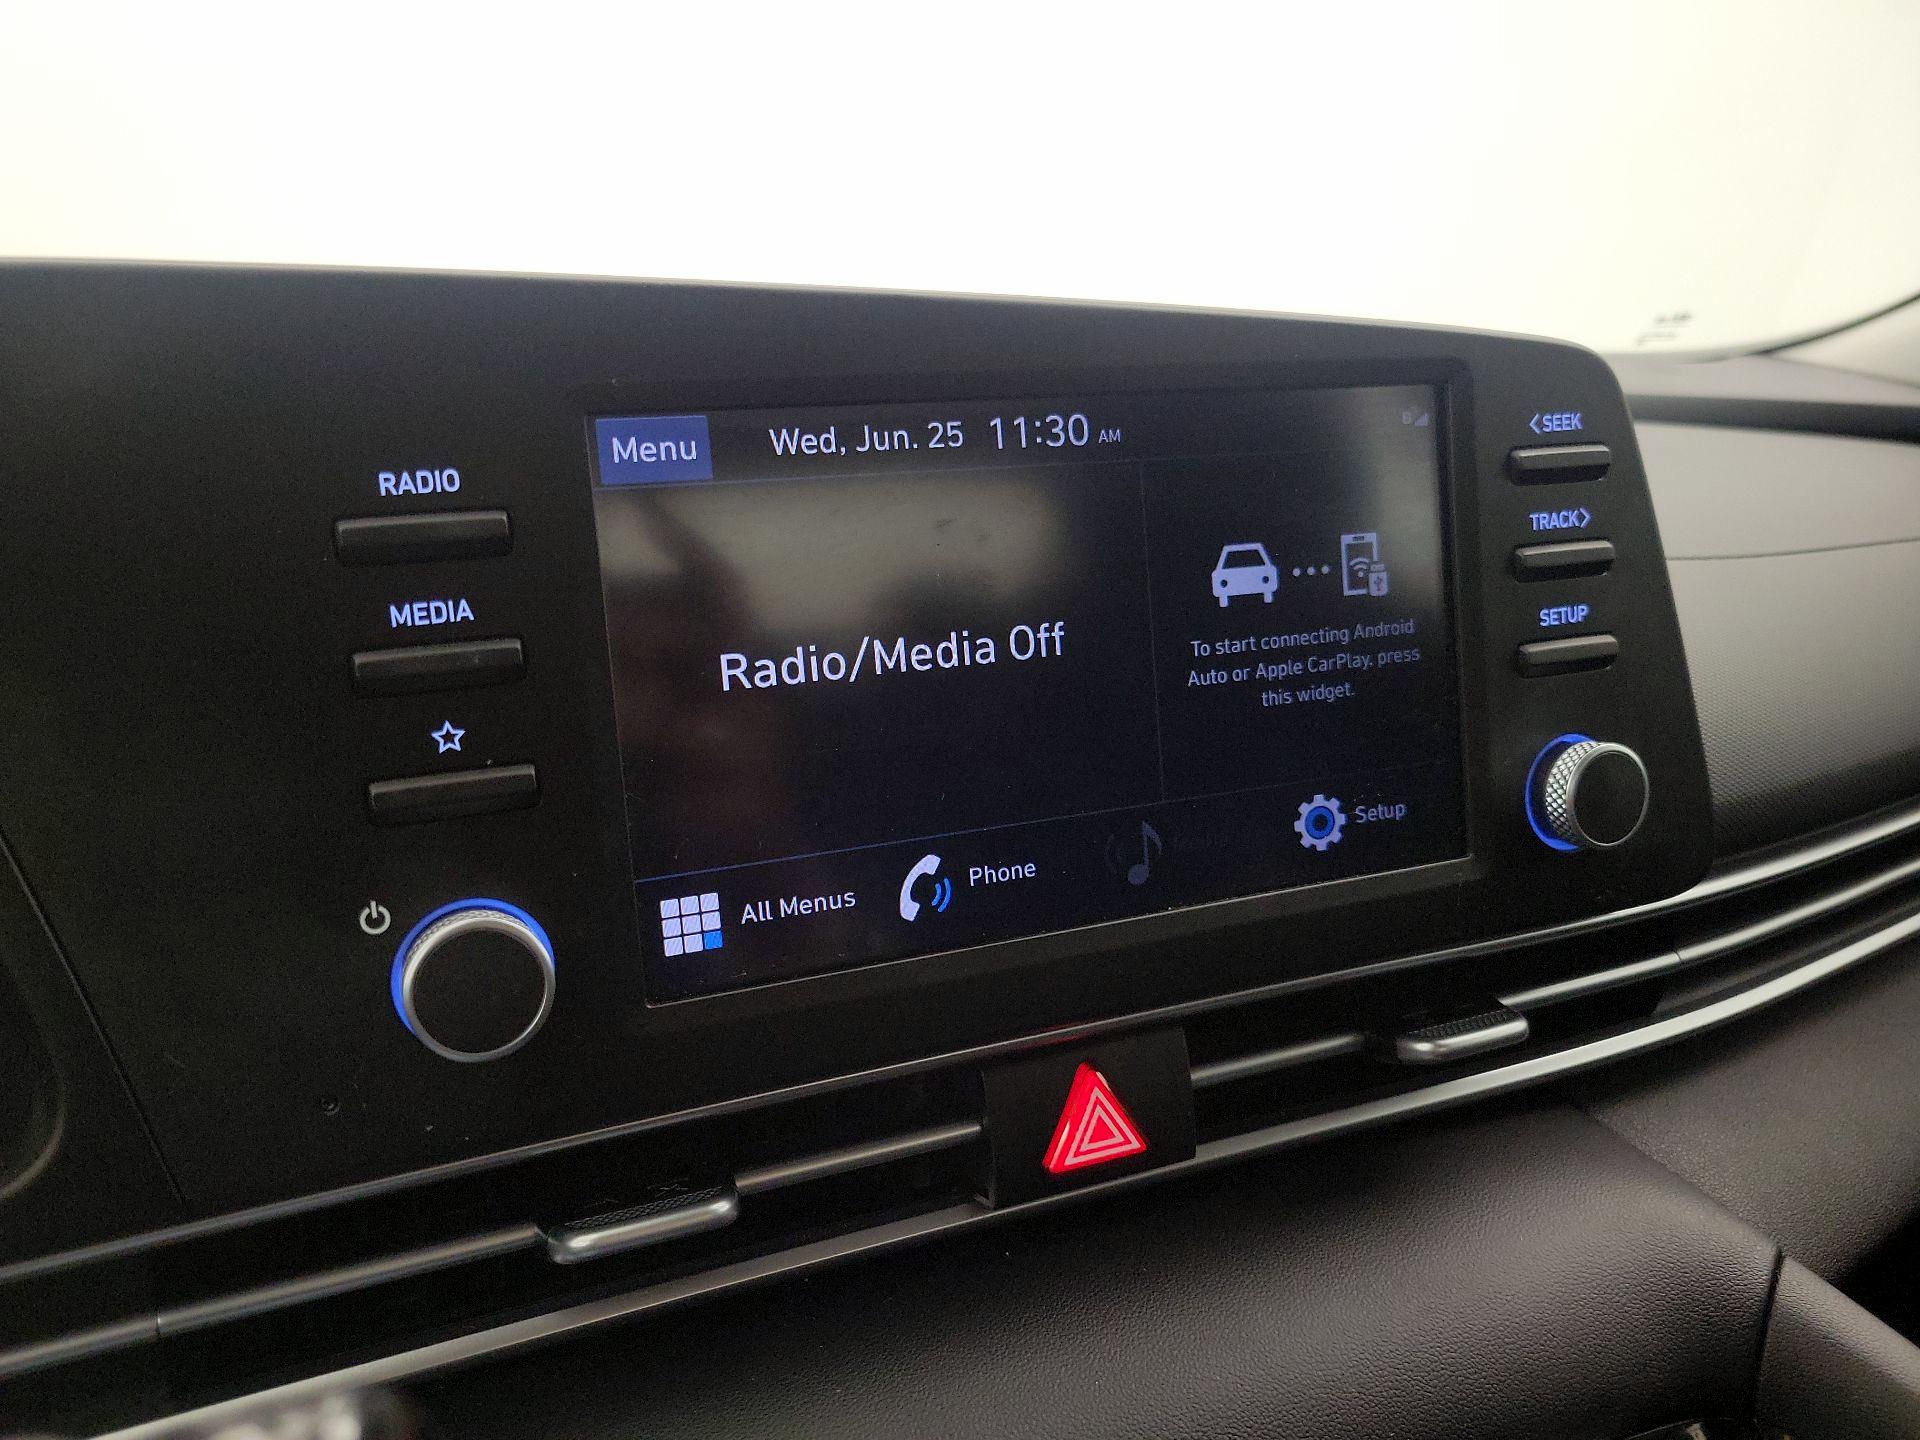 RADIO
MEDIA
Menu
Wed, Jun. 25 11:30 AM
Radio/Media Off
To start connecting Android
Auto or Apple CarPlay, press
this widget.
All Menus
Phone
Setup
<SEEK
TRACK>
SETUP